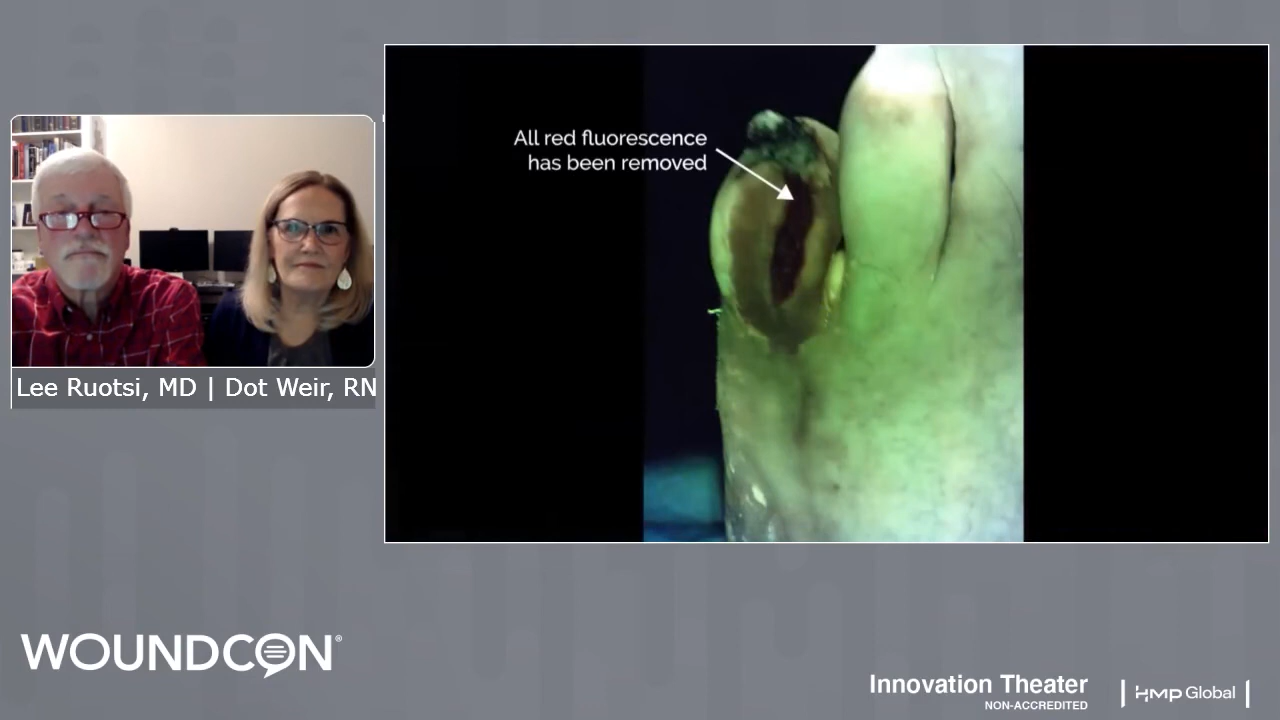 All red fluorescence
has been removed
Lee Ruotsi, MD | Dot Weir, RN
WOUNDCON®
Innovation Theater
NON-ACCREDITED
HMP Global